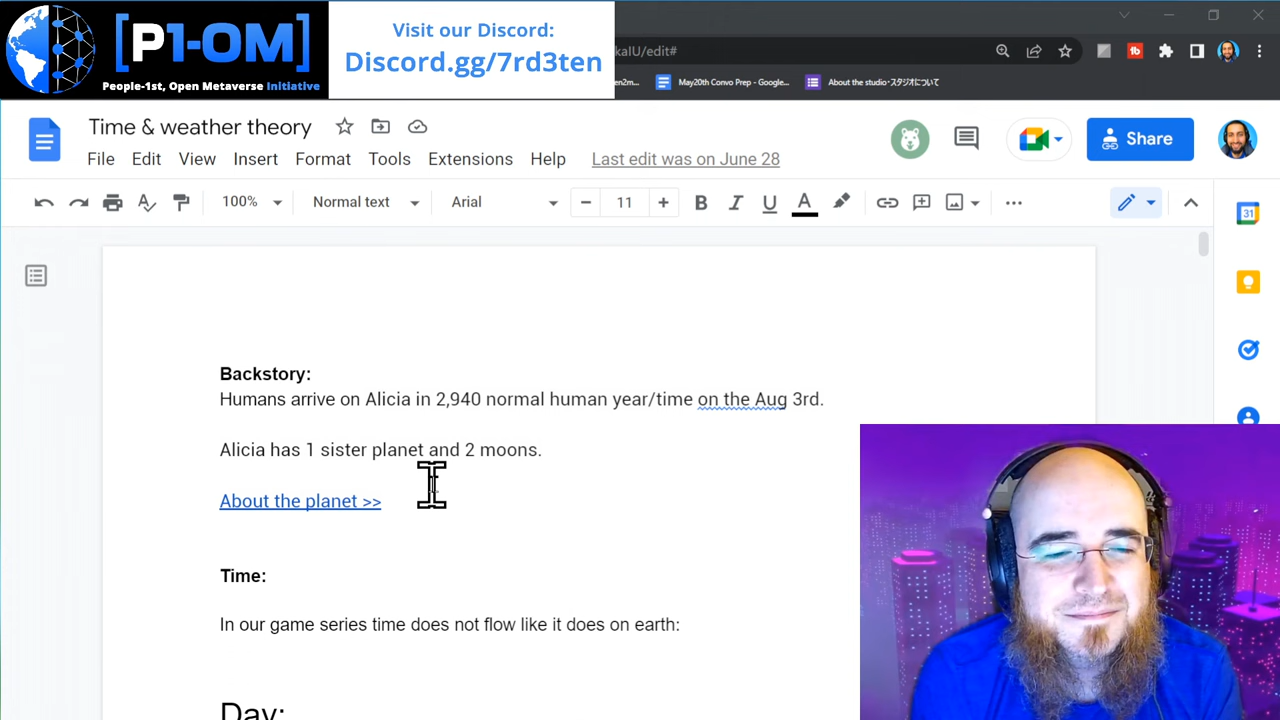 [P1-OM]
People-1st, Open Metaverse Initiative
Visit our Discord:
Discord.gg/7rd3ten
kaIU/edit#
en2m...
May20th Convo Prep - Google...
About the studio・スタジオについて
Time & weather theory
Share
File Edit View Insert Format Tools Extensions Help Last edit was on June 28
100% Normal text Arial 11 B I U A
31
Backstory:
Humans arrive on Alicia in 2,940 normal human year/time on the Aug 3rd.
Alicia has 1 sister planet and 2 moons.
About the planet >>
Time:
In our game series time does not flow like it does on earth:
Day: